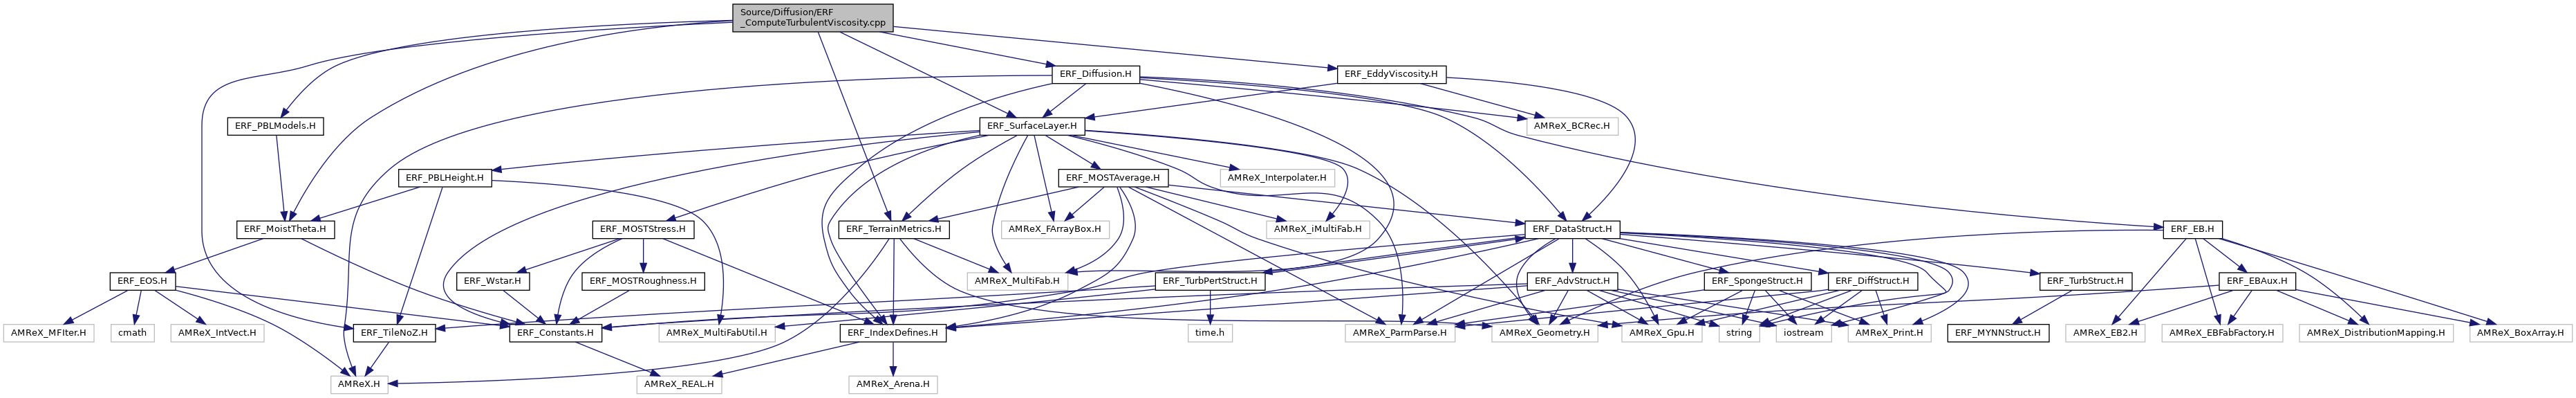 Source/Diffusion/ERF
_ComputeTurbulentViscosity.cpp
ERF_Diffusion.H
ERF_EddyViscosity.H
ERF_PBLModels.H
ERF_SurfaceLayer.H
AMReX_BCRec.H
ERF_PBLHeight.H
ERF_MOSTAverage.H
AMReX_Interpolater.H
ERF_MoistTheta.H
ERF_MOSTStress.H
ERF_TerrainMetrics.H
AMReX_FArrayBox.H
AMReX_iMultiFab.H
ERF_DataStruct.H
ERF_EB.H
ERF_EOS.H
ERF_Wstar.H
ERF_MOSTRoughness.H
AMReX_MultiFab.H
ERF_TurbPertStruct.H
ERF_AdvStruct.H
ERF_SpongeStruct.H
ERF_DiffStruct.H
ERF_TurbStruct.H
ERF_EBAux.H
AMReX_MFIter.H
cmath
AMReX_IntVect.H
ERF_TileNoZ.H
ERF_Constants.H
AMReX_MultiFabUtil.H
ERF_IndexDefines.H
time.h
AMReX_ParmParse.H
AMReX_Geometry.H
AMReX_Gpu.H
string
iostream
AMReX_Print.H
ERF_MYNNStruct.H
AMReX_EB2.H
AMReX_EBFabFactory.H
AMReX_DistributionMapping.H
AMReX_BoxArray.H
AMReX.H
AMReX_REAL.H
AMReX_Arena.H